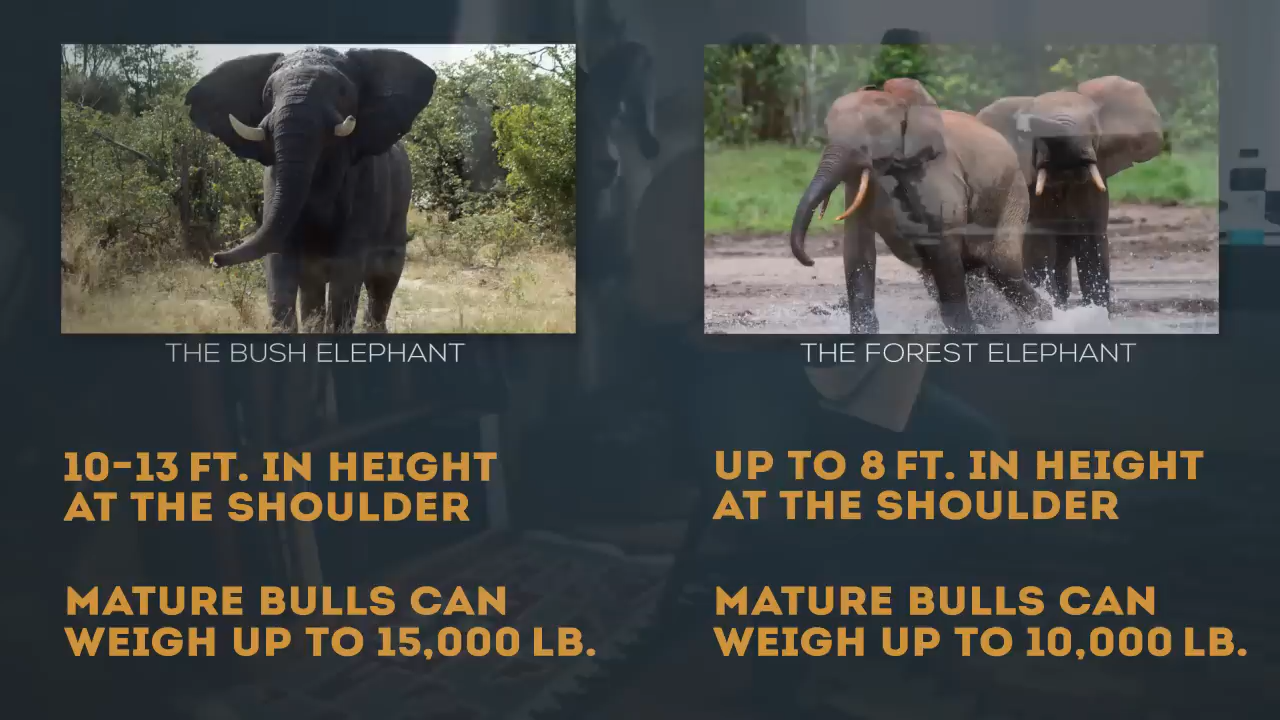 THE BUSH ELEPHANT
10-13 FT. IN HEIGHT
AT THE SHOULDER
MATURE BULLS CAN
WEIGH UP TO 15,000 LB.
THE FOREST ELEPHANT
UP TO 8 FT. IN HEIGHT
AT THE SHOULDER
MATURE BULLS CAN
WEIGH UP TO 10,000 LB.